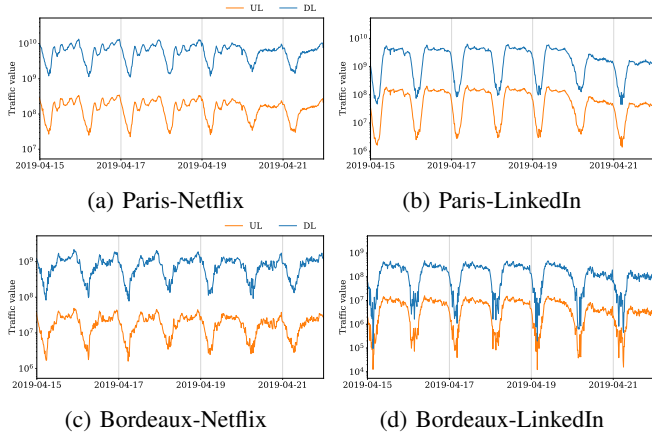 UL DL
Traffic value
10^10
10^9
10^8
10^7
2019-04-15 2019-04-17 2019-04-19 2019-04-21
(a) Paris-Netflix
Traffic value
10^10
10^9
10^8
10^7
10^6
2019-04-15 2019-04-17 2019-04-19 2019-04-21
(b) Paris-LinkedIn
UL DL
Traffic value
10^9
10^8
10^7
10^6
2019-04-15 2019-04-17 2019-04-19 2019-04-21
(c) Bordeaux-Netflix
Traffic value
10^9
10^8
10^7
10^6
10^5
10^4
2019-04-15 2019-04-17 2019-04-19 2019-04-21
(d) Bordeaux-LinkedIn